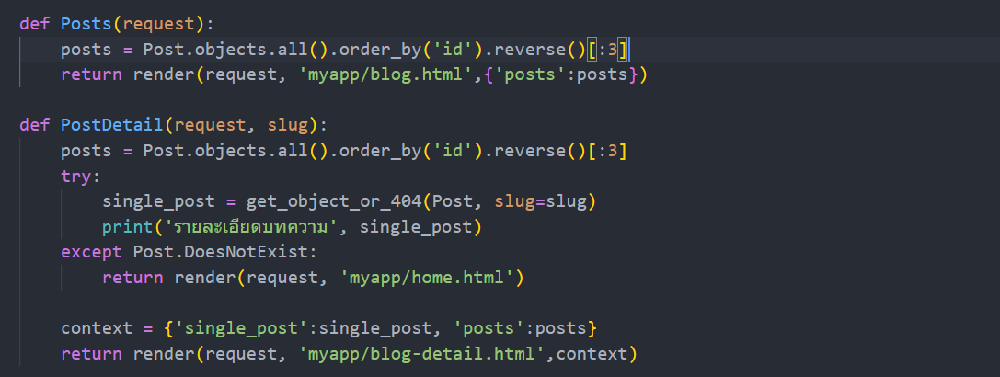 def Posts(request):
    posts = Post.objects.all().order_by('id').reverse()[:3]
    return render(request, 'myapp/blog.html',{'posts':posts})

def PostDetail(request, slug):
    posts = Post.objects.all().order_by('id').reverse()[:3]
    try:
        single_post = get_object_or_404(Post, slug=slug)
        print('รายละเอียดบทความ', single_post)
    except Post.DoesNotExist:
        return render(request, 'myapp/home.html')

    context = {'single_post':single_post, 'posts':posts}
    return render(request, 'myapp/blog-detail.html',context)